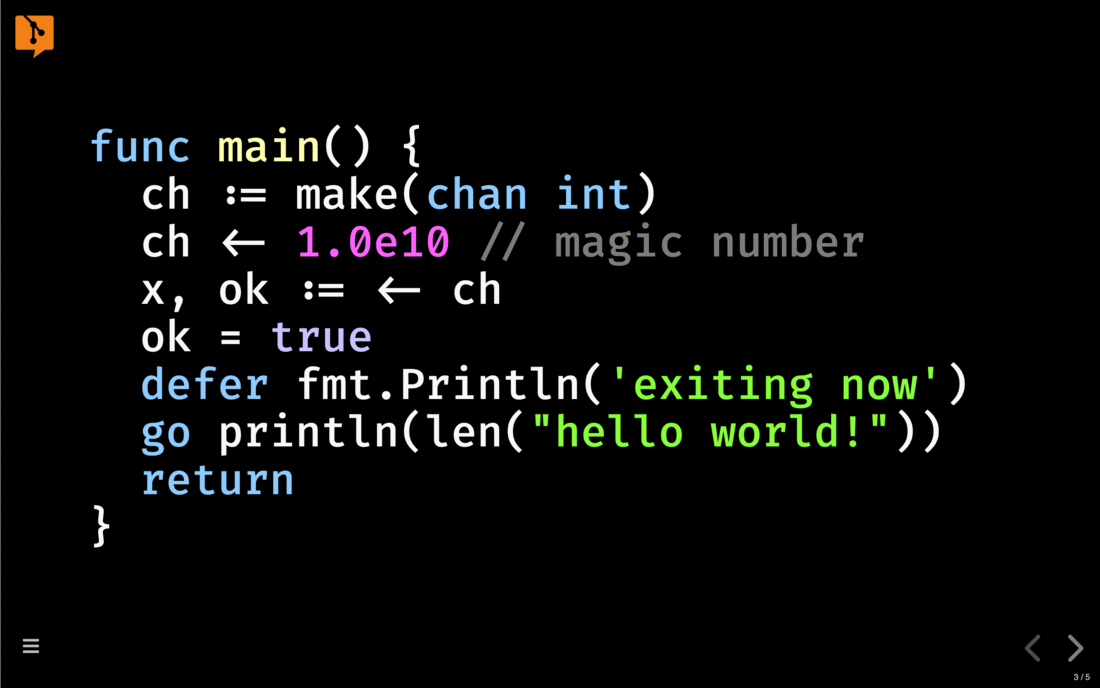 func main() {
  ch := make(chan int)
  ch <- 1.0e10 // magic number
  x, ok := <- ch
  ok = true
  defer fmt.Println('exiting now')
  go println(len("hello world!"))
  return
}
3 / 5